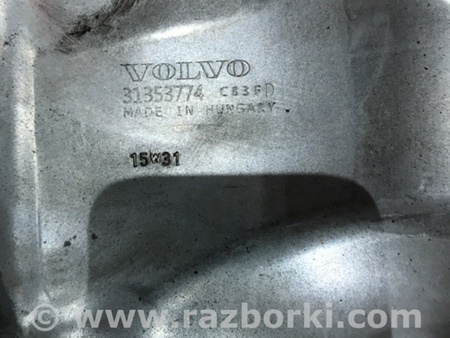 VOLVO
31353774 CB3FD
MADE IN HUNGARY
15W31
© www.razborki.com